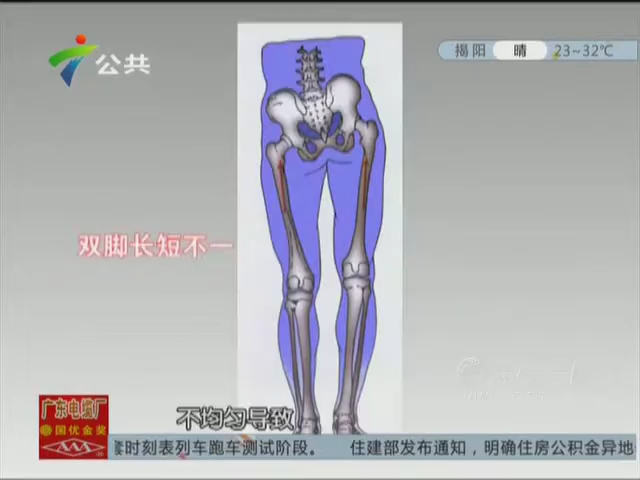 公共
揭阳 晴 23~32℃
双脚长短不一
广东电缆厂
国优金奖
不均匀导致
套时刻表列车跑车测试阶段。 住建部发布通知，明确住房公积金异地